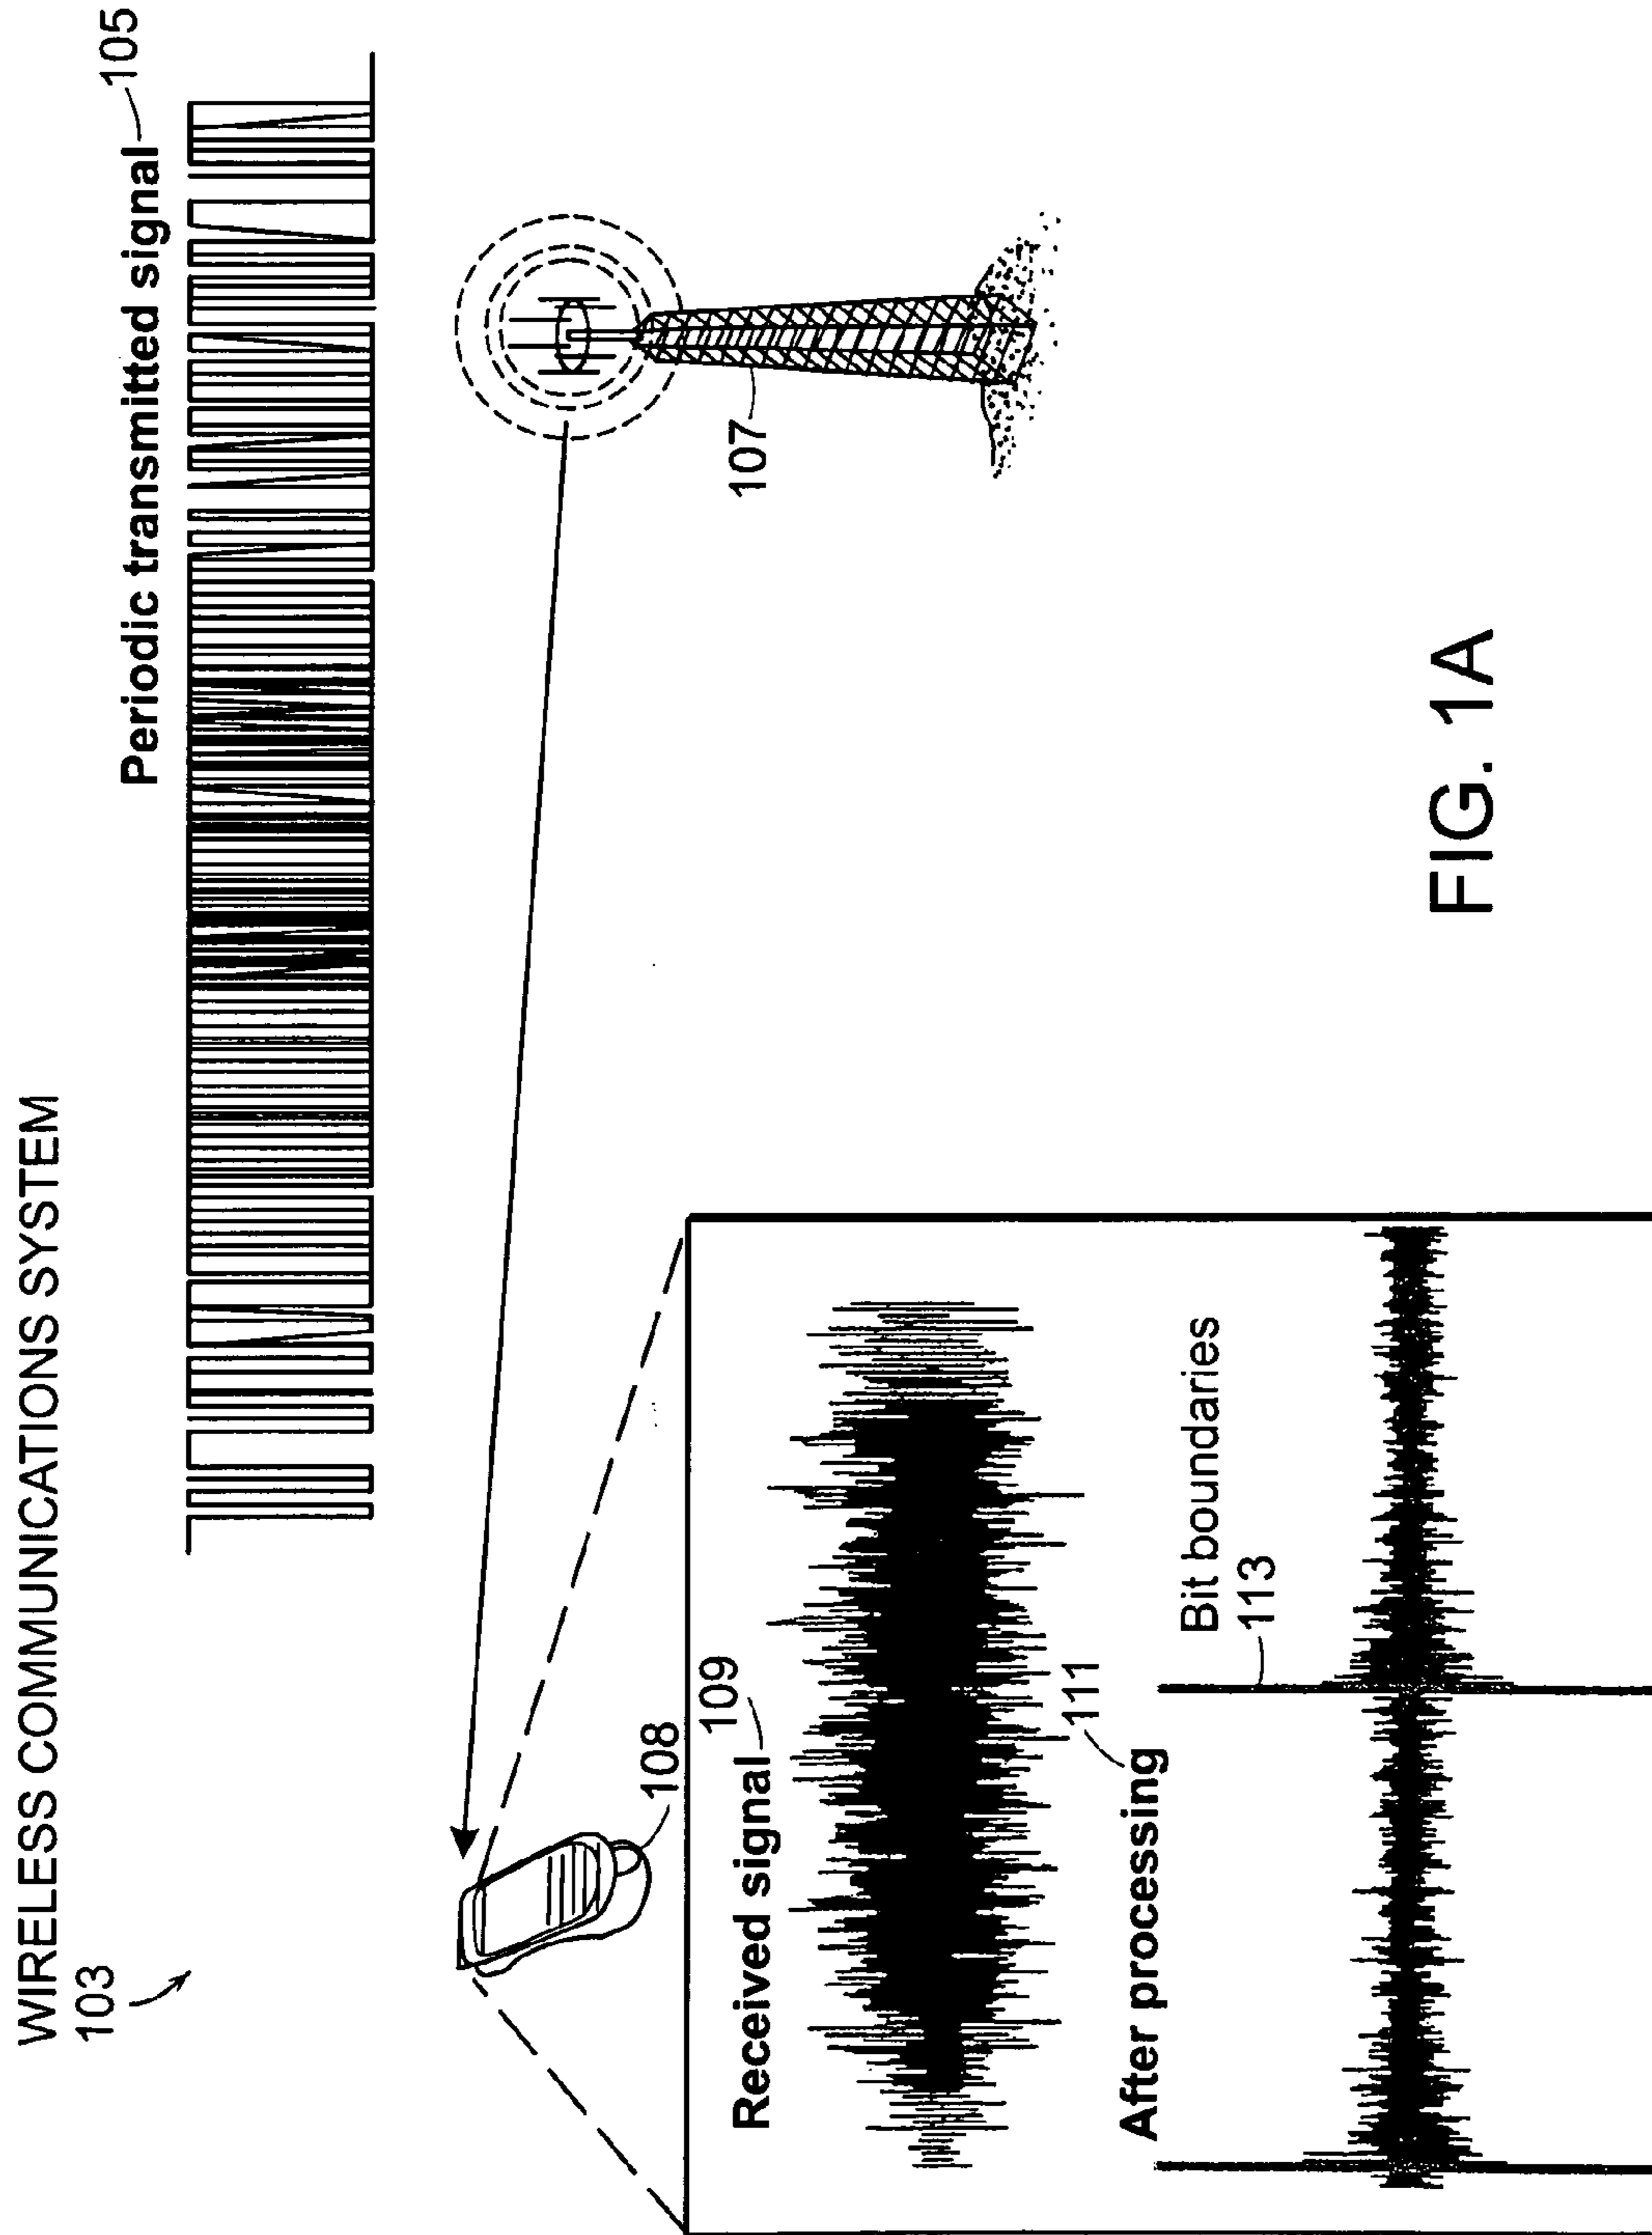 WIRELESS COMMUNICATIONS SYSTEM
103
Periodic transmitted signal
105
107
108
Received signal
109
After processing
111
Bit boundaries
113
FIG. 1A